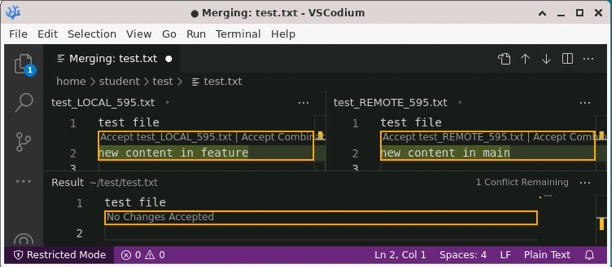 ● Merging: test.txt - VSCodium
File Edit Selection View Go Run Terminal Help
Merging: test.txt ●
1
home > student > test > test.txt
test_LOCAL_595.txt • ···
1 test file
Accept test_LOCAL_595.txt | Accept Combina
2 new content in feature
3
test_REMOTE_595.txt • ···
1 test file
Accept test_REMOTE_595.txt | Accept Com
2 new content in main
3
Result ~/test/test.txt 1 Conflict Remaining ···
1 test file
No Changes Accepted
2
Restricted Mode 0 0 Ln 2, Col 1 Spaces: 4 LF Plain Text